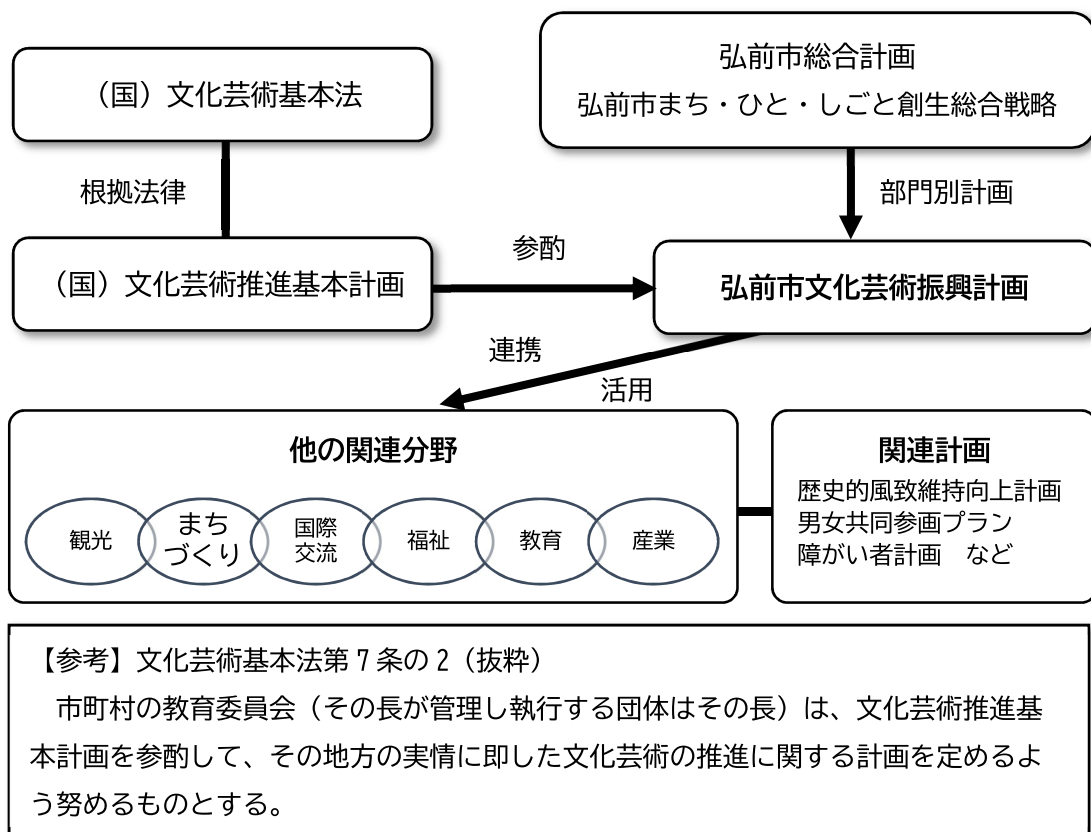 （国）文化芸術基本法
弘前市総合計画
弘前市まち・ひと・しごと創生総合戦略
根拠法律
部門別計画
（国）文化芸術推進基本計画
参酌
弘前市文化芸術振興計画
連携
活用
他の関連分野
観光
まち
づくり
国際
交流
福祉
教育
産業
関連計画
歴史的風致維持向上計画
男女共同参画プラン
障がい者計画　など
【参考】文化芸術基本法第７条の２（抜粋）
　市町村の教育委員会（その長が管理し執行する団体はその長）は、文化芸術推進基
本計画を参酌して、その地方の実情に即した文化芸術の推進に関する計画を定めるよ
う努めるものとする。